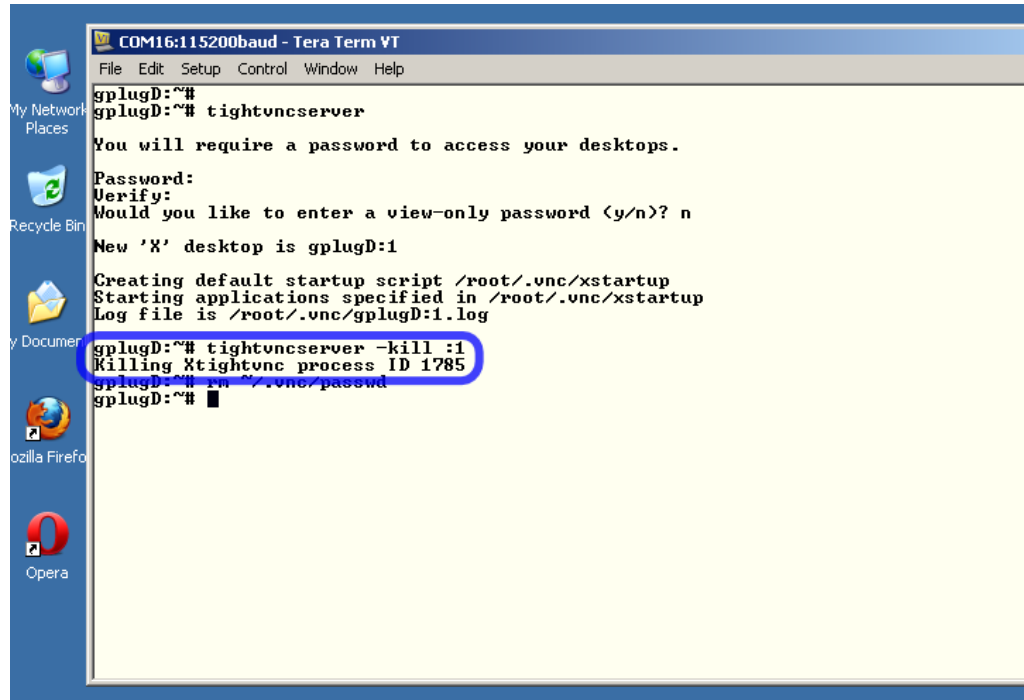 COM16:115200baud - Tera Term VT
File Edit Setup Control Window Help
gplugD:~#
gplugD:~# tightvncserver
You will require a password to access your desktops.
Password:
Verify:
Would you like to enter a view-only password (y/n)? n
New 'X' desktop is gplugD:1
Creating default startup script /root/.vnc/xstartup
Starting applications specified in /root/.vnc/xstartup
Log file is /root/.vnc/gplugD:1.log
gplugD:~# tightvncserver -kill :1
Killing Xtightvnc process ID 1785
gplugD:~# rm ~/.vnc/passwd
gplugD:~#
My Network
Places
Recycle Bin
y Documen
ozilla Firefo
Opera